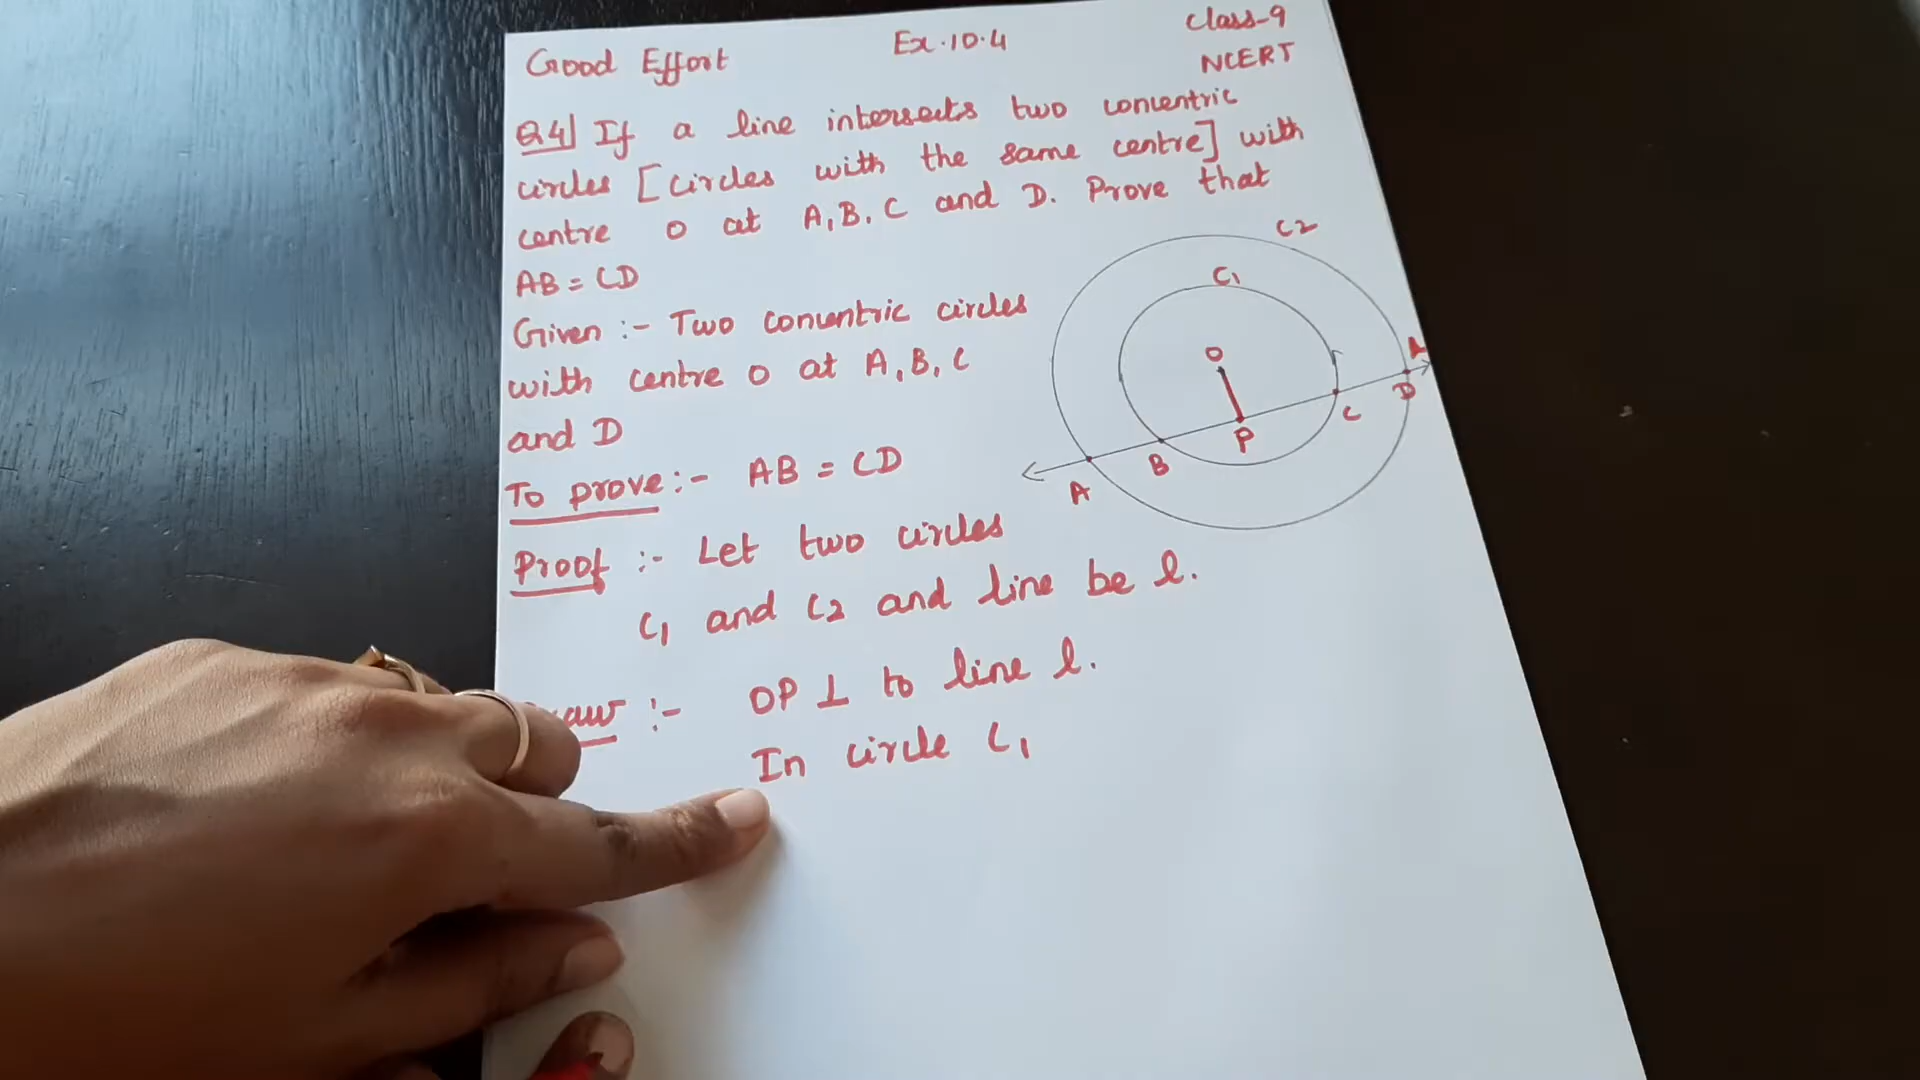 Good Effort Ex.10.4 Class-9
NCERT
Q4] If a line intersects two concentric
circles [circles with the same centre] with
centre O at A, B, C and D. Prove that
AB = CD
Given :- Two concentric circles
with centre O at A, B, C
and D
To prove :- AB = CD
Proof :- Let two circles
C1 and C2 and line be l.
:- OP ⊥ to line l.
In circle C1
C2
C1
O
P
A
B
C
D